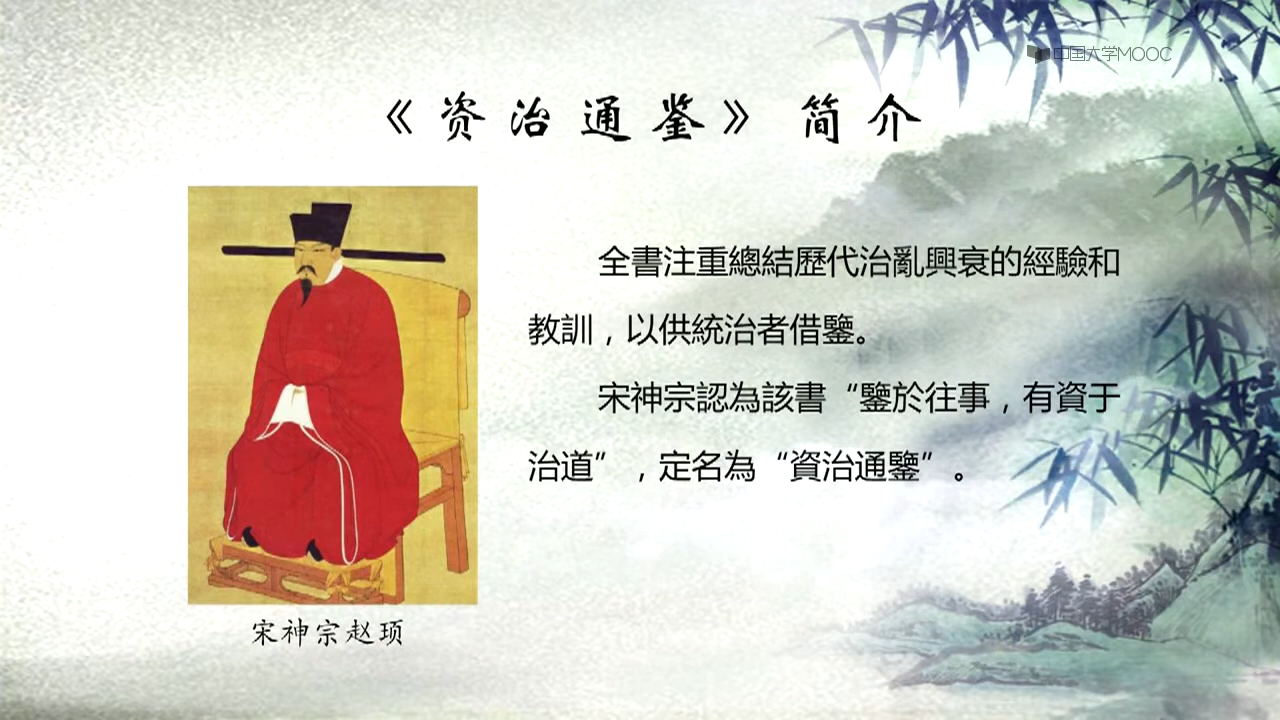 中国大学MOOC
《资治通鉴》简介
全書注重總結歷代治亂興衰的經驗和
教訓，以供統治者借鑒。
宋神宗認為該書“鑒於往事，有資于
治道”，定名為“資治通鑒”。
宋神宗赵顼